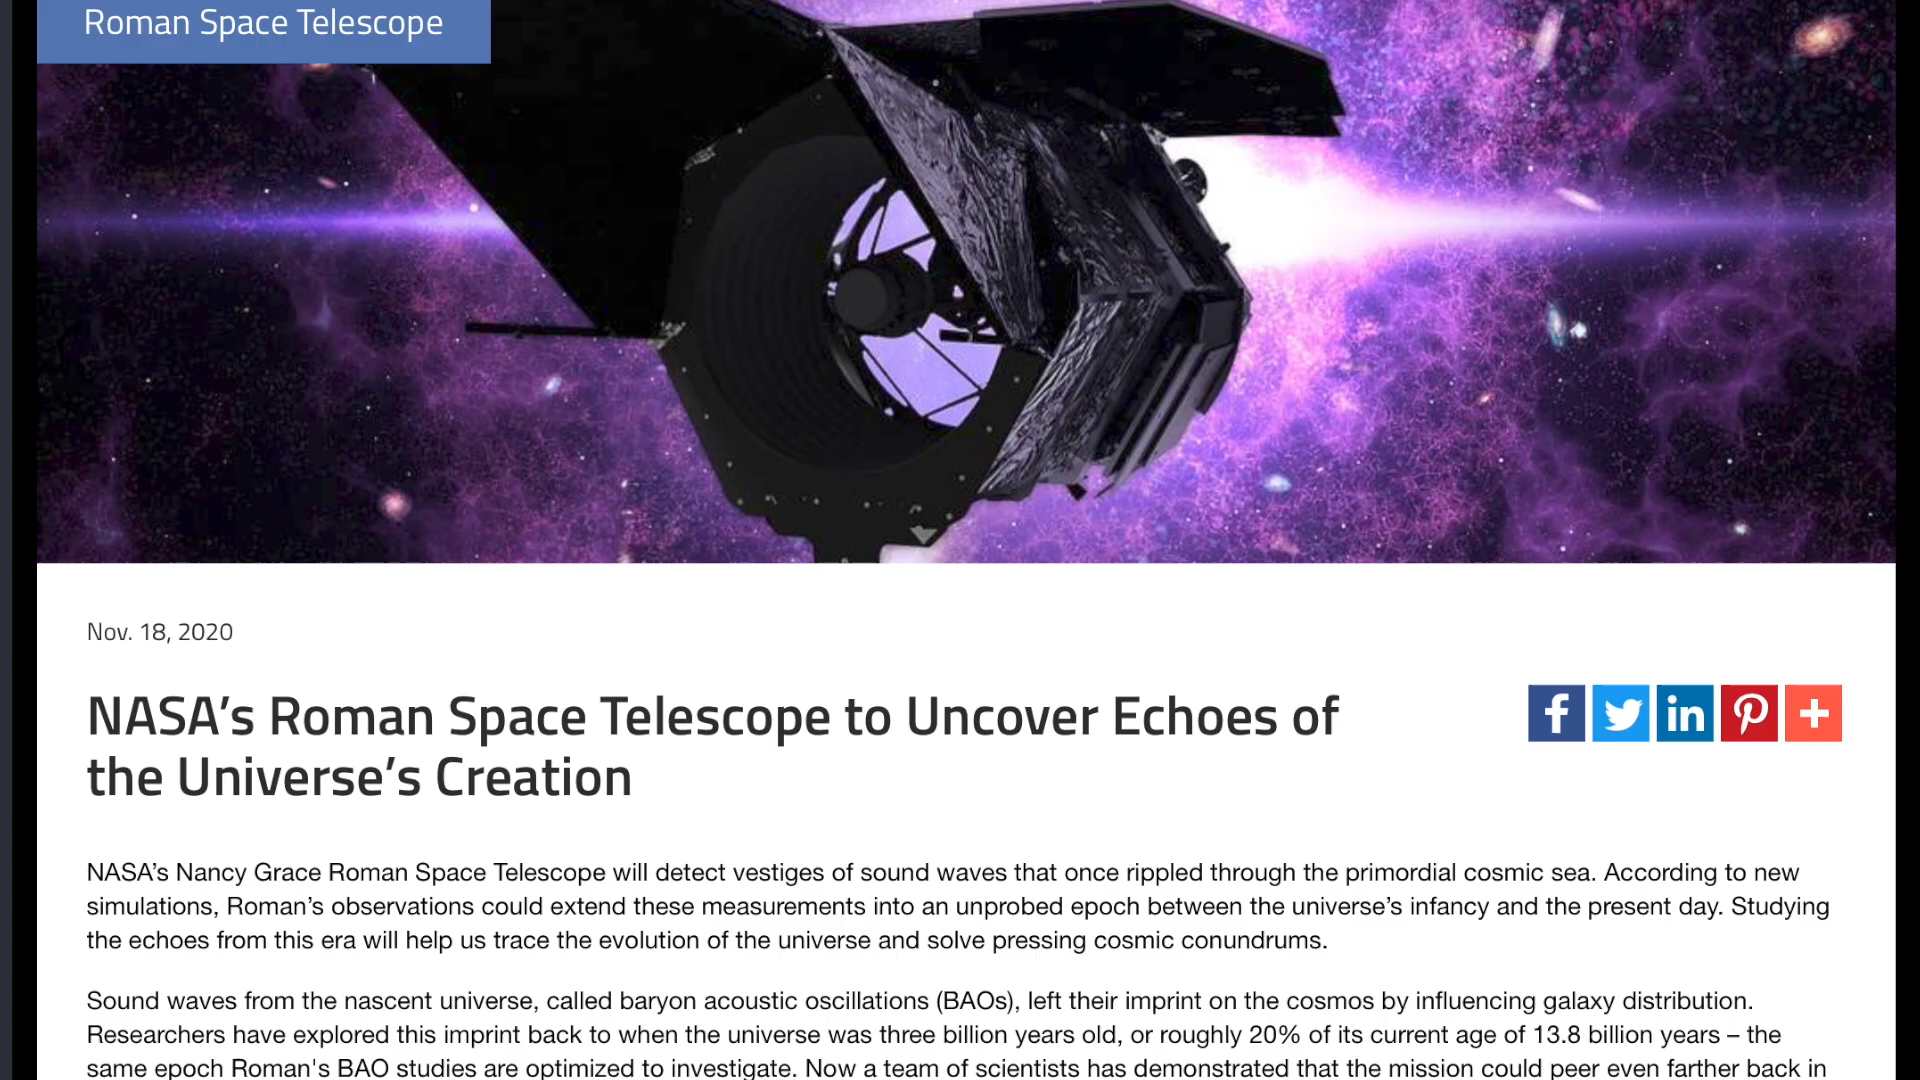 Roman Space Telescope
Nov. 18, 2020
NASA’s Roman Space Telescope to Uncover Echoes of
the Universe’s Creation
NASA’s Nancy Grace Roman Space Telescope will detect vestiges of sound waves that once rippled through the primordial cosmic sea. According to new
simulations, Roman’s observations could extend these measurements into an unprobed epoch between the universe’s infancy and the present day. Studying
the echoes from this era will help us trace the evolution of the universe and solve pressing cosmic conundrums.
Sound waves from the nascent universe, called baryon acoustic oscillations (BAOs), left their imprint on the cosmos by influencing galaxy distribution.
Researchers have explored this imprint back to when the universe was three billion years old, or roughly 20% of its current age of 13.8 billion years – the
same epoch Roman's BAO studies are optimized to investigate. Now a team of scientists has demonstrated that the mission could peer even farther back in